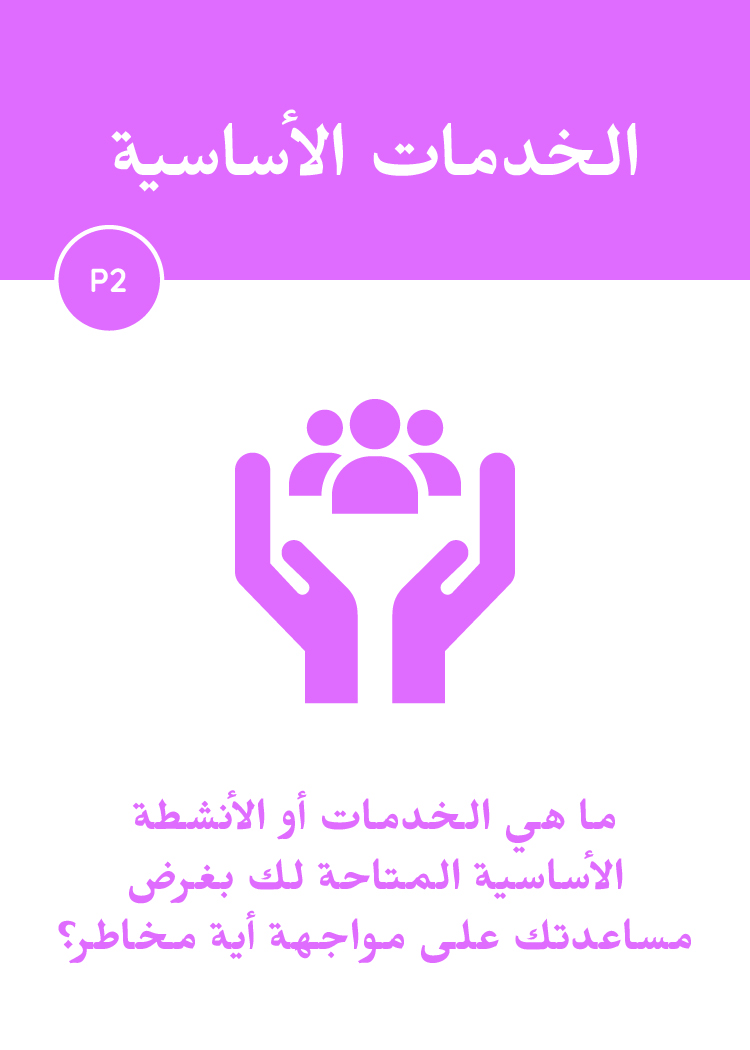 الخدمات الأساسية
P2
ما هي الخدمات أو الأنشطة
الأساسية المتاحة لك بغرض
مساعدتك على مواجهة أية مخاطر؟